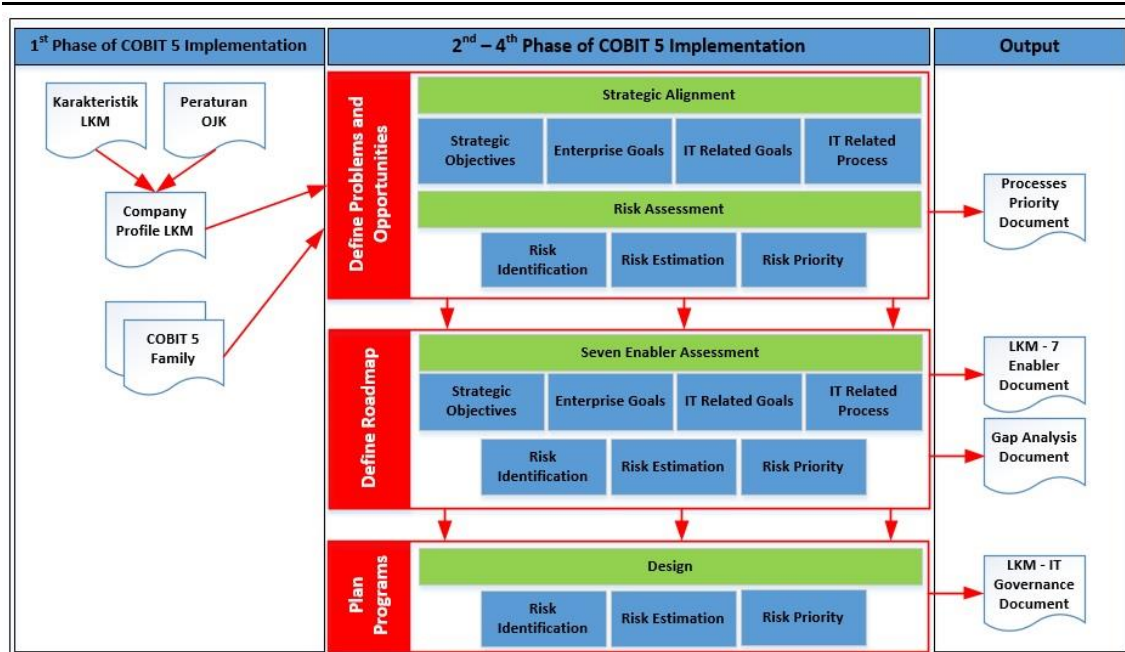 1st Phase of COBIT 5 Implementation
2nd – 4th Phase of COBIT 5 Implementation
Output
Karakteristik
LKM
Peraturan
OJK
Company
Profile LKM
COBIT 5
Family
Define Problems and
Opportunities
Strategic Alignment
Strategic
Objectives
Enterprise Goals
IT Related Goals
IT Related
Process
Risk Assessment
Risk
Identification
Risk Estimation
Risk Priority
Processes
Priority
Document
Define Roadmap
Seven Enabler Assessment
Strategic
Objectives
Enterprise Goals
IT Related Goals
IT Related
Process
Risk
Identification
Risk Estimation
Risk Priority
LKM - 7
Enabler
Document
Gap Analysis
Document
Plan
Programs
Design
Risk
Identification
Risk Estimation
Risk Priority
LKM - IT
Governance
Document